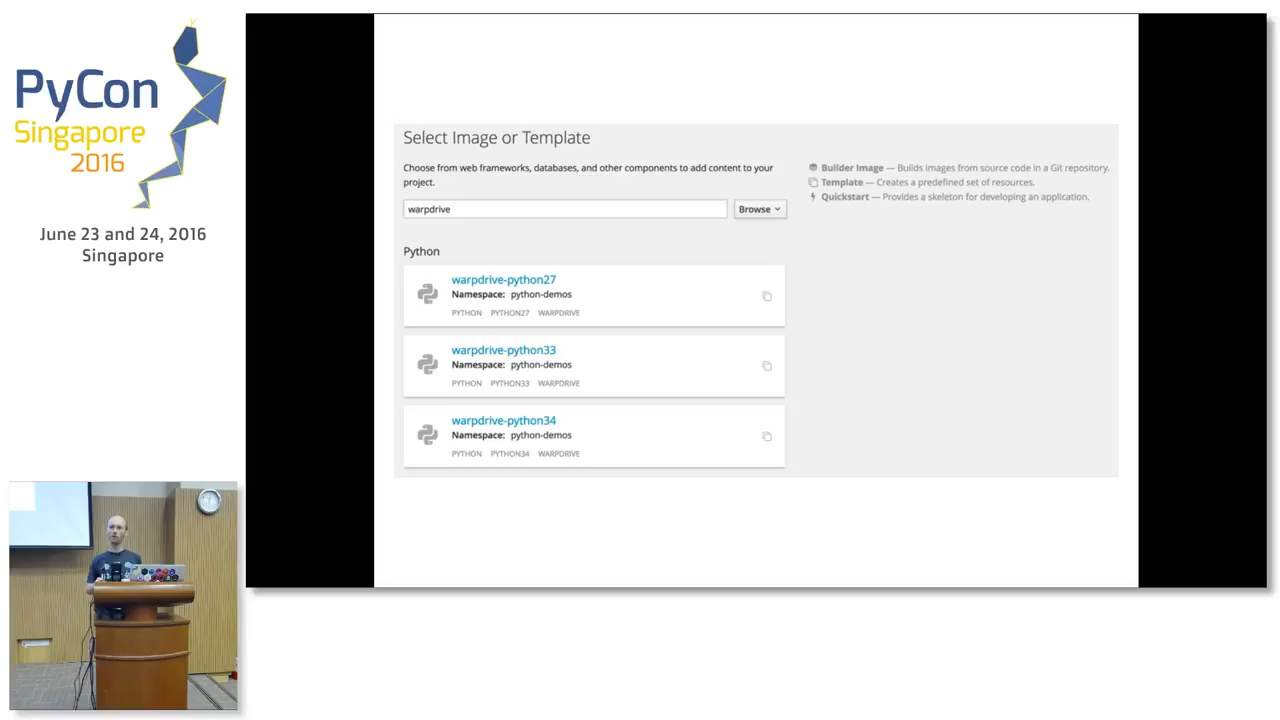 PyCon
Singapore
2016
June 23 and 24, 2016
Singapore
Select Image or Template
Choose from web frameworks, databases, and other components to add content to your
project.
warpdrive
Browse
Builder Image — Builds images from source code in a Git repository.
Template — Creates a predefined set of resources.
Quickstart — Provides a skeleton for developing an application.
Python
warpdrive-python27
Namespace: python-demos
PYTHON PYTHON27 WARPDRIVE
warpdrive-python33
Namespace: python-demos
PYTHON PYTHON33 WARPDRIVE
warpdrive-python34
Namespace: python-demos
PYTHON PYTHON34 WARPDRIVE